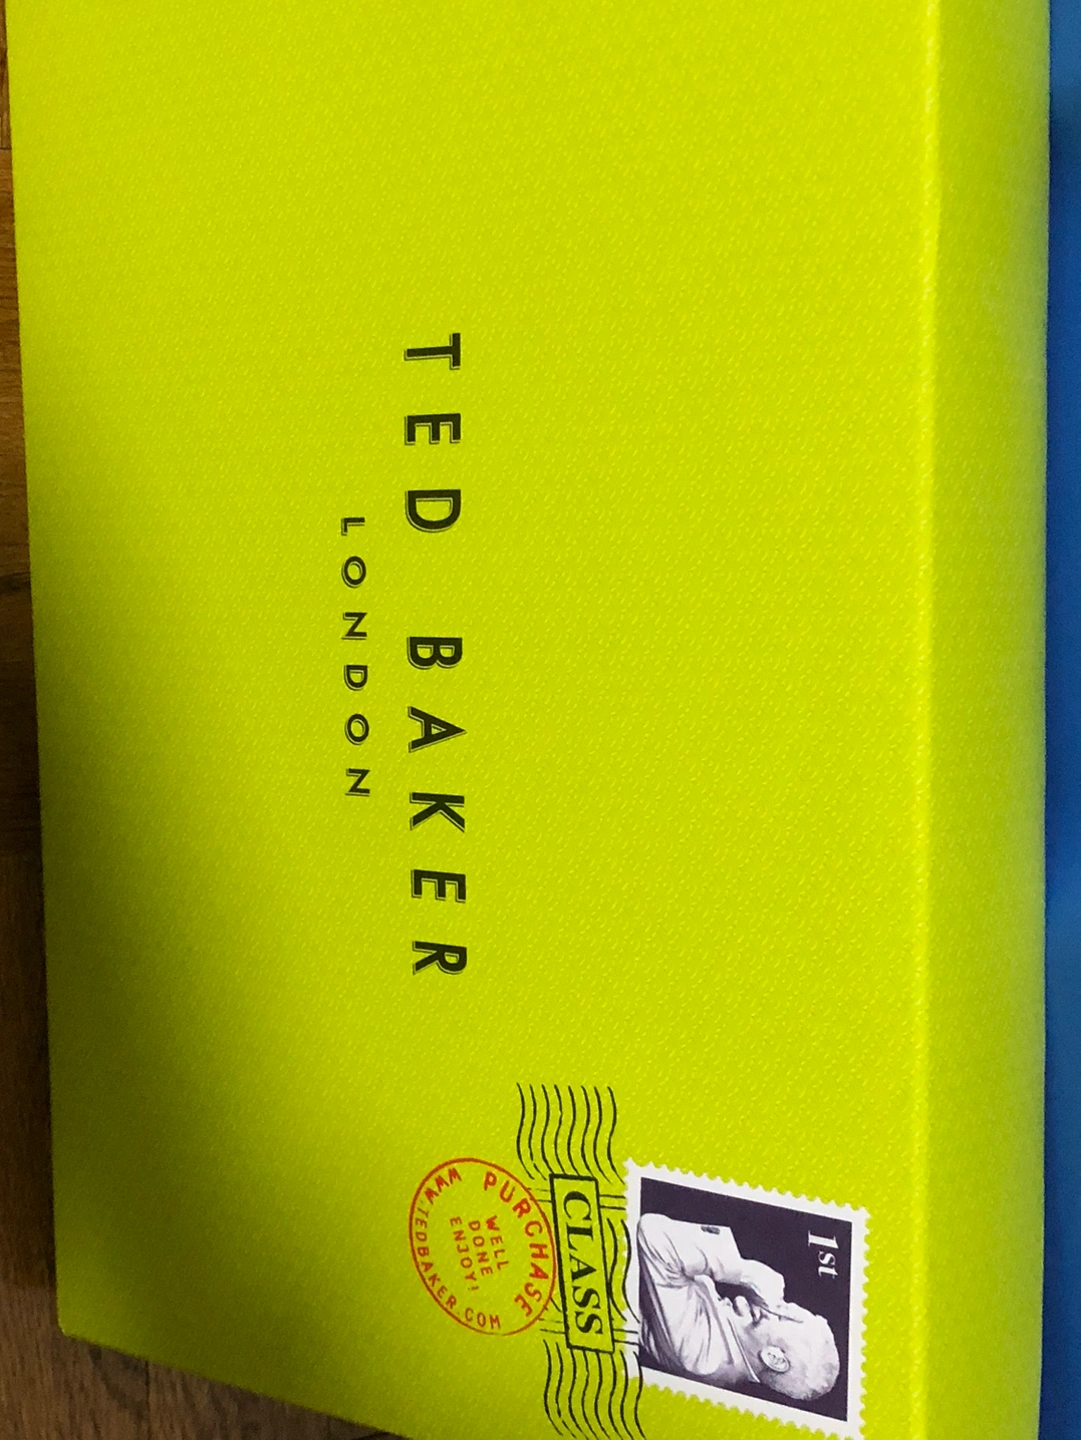 TED BAKER
LONDON
1st
CLASS
PURCHASE
WELL
DONE
ENJOY!
WWW.TEDBAKER.COM